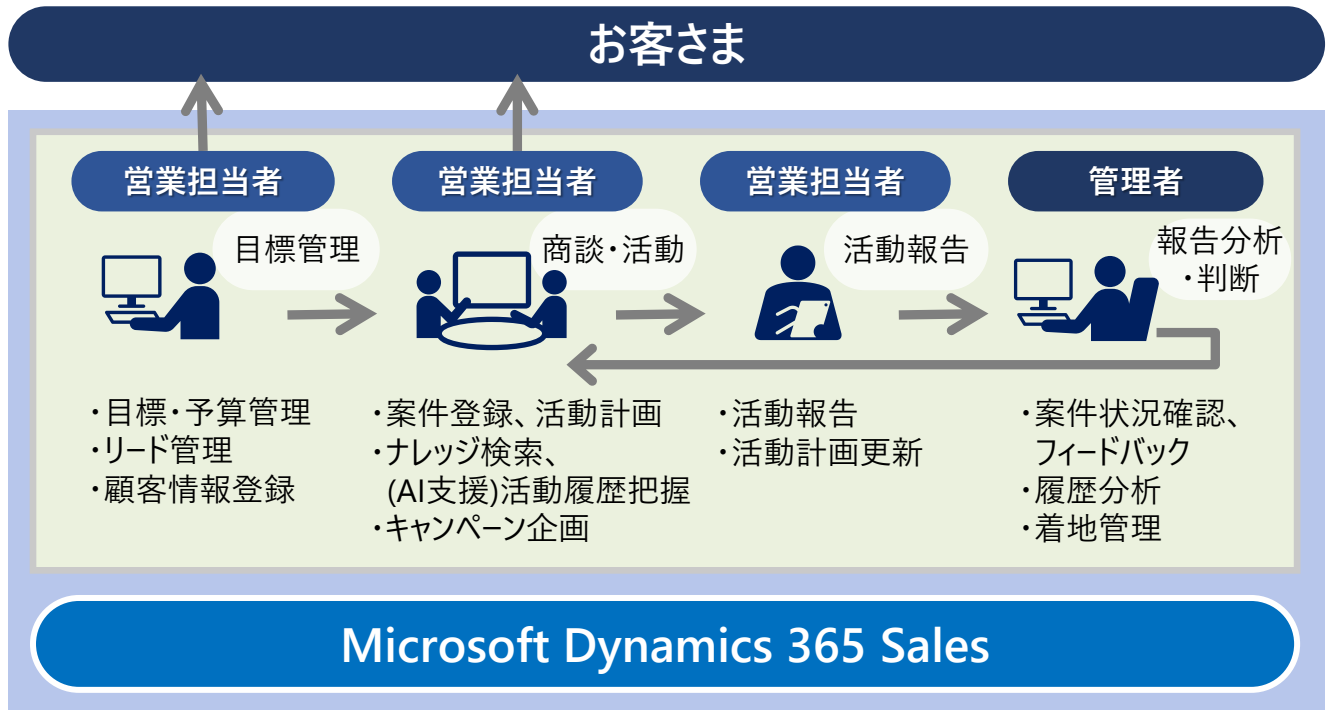 お客さま
営業担当者
営業担当者
営業担当者
管理者
目標管理
商談・活動
活動報告
報告分析
・判断
・目標・予算管理
・リード管理
・顧客情報登録
・案件登録、活動計画
・ナレッジ検索、
(AI支援)活動履歴把握
・キャンペーン企画
・活動報告
・活動計画更新
・案件状況確認、
フィードバック
・履歴分析
・着地管理
Microsoft Dynamics 365 Sales